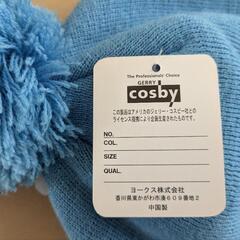 The Professionals' Choice
GERRY
cosby
この製品はアメリカのジェリー・コスビー社との
ライセンス提携により企画生産されたものです。
NO.
COL.
SIZE
QUAL.
ヨークス株式会社
香川県東かがわ市湊609番地2
中国製